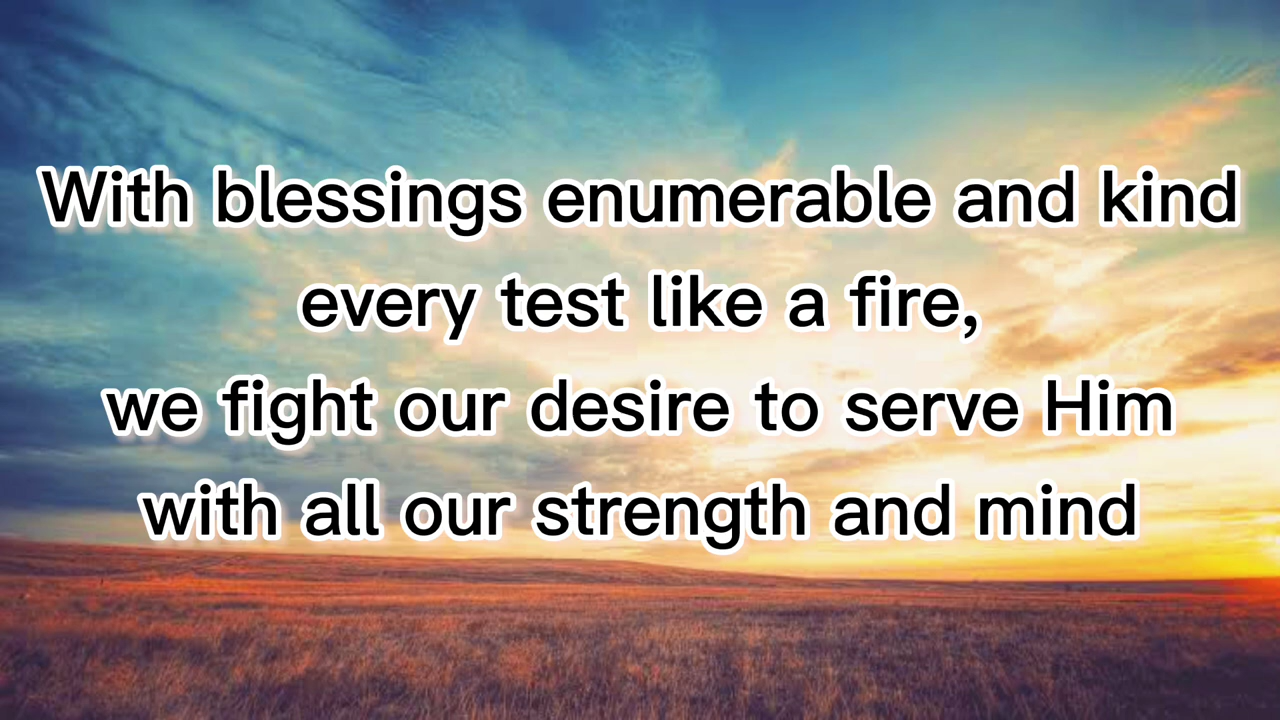 With blessings enumerable and kind
every test like a fire,
we fight our desire to serve Him
with all our strength and mind